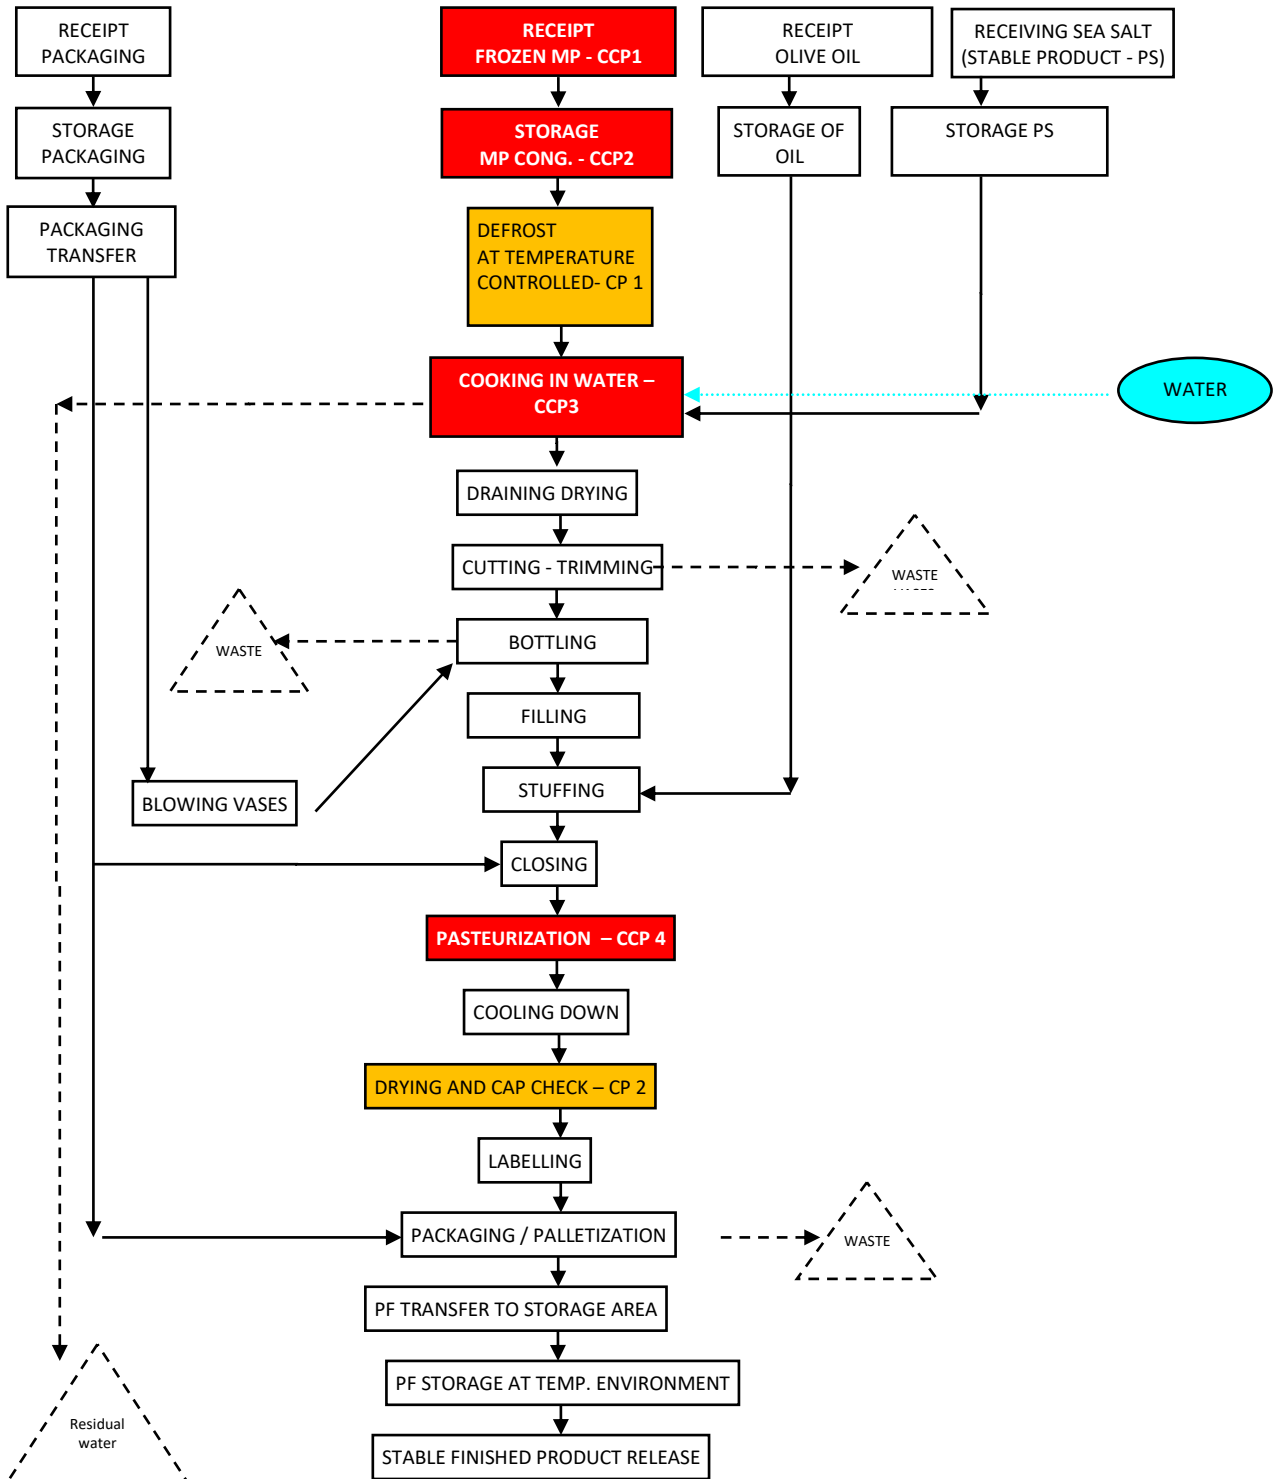 RECEIPT
PACKAGING
RECEIPT
FROZEN MP - CCP1
RECEIPT
OLIVE OIL
RECEIVING SEA SALT
(STABLE PRODUCT - PS)
STORAGE
PACKAGING
STORAGE
MP CONG. - CCP2
STORAGE OF
OIL
STORAGE PS
PACKAGING
TRANSFER
DEFROST
AT TEMPERATURE
CONTROLLED- CP 1
COOKING IN WATER –
CCP3
WATER
DRAINING DRYING
CUTTING - TRIMMING
WASTE
BOTTLING
WASTE
FILLING
STUFFING
BLOWING VASES
CLOSING
PASTEURIZATION – CCP 4
COOLING DOWN
DRYING AND CAP CHECK – CP 2
LABELLING
PACKAGING / PALLETIZATION
WASTE
PF TRANSFER TO STORAGE AREA
PF STORAGE AT TEMP. ENVIRONMENT
Residual
water
STABLE FINISHED PRODUCT RELEASE